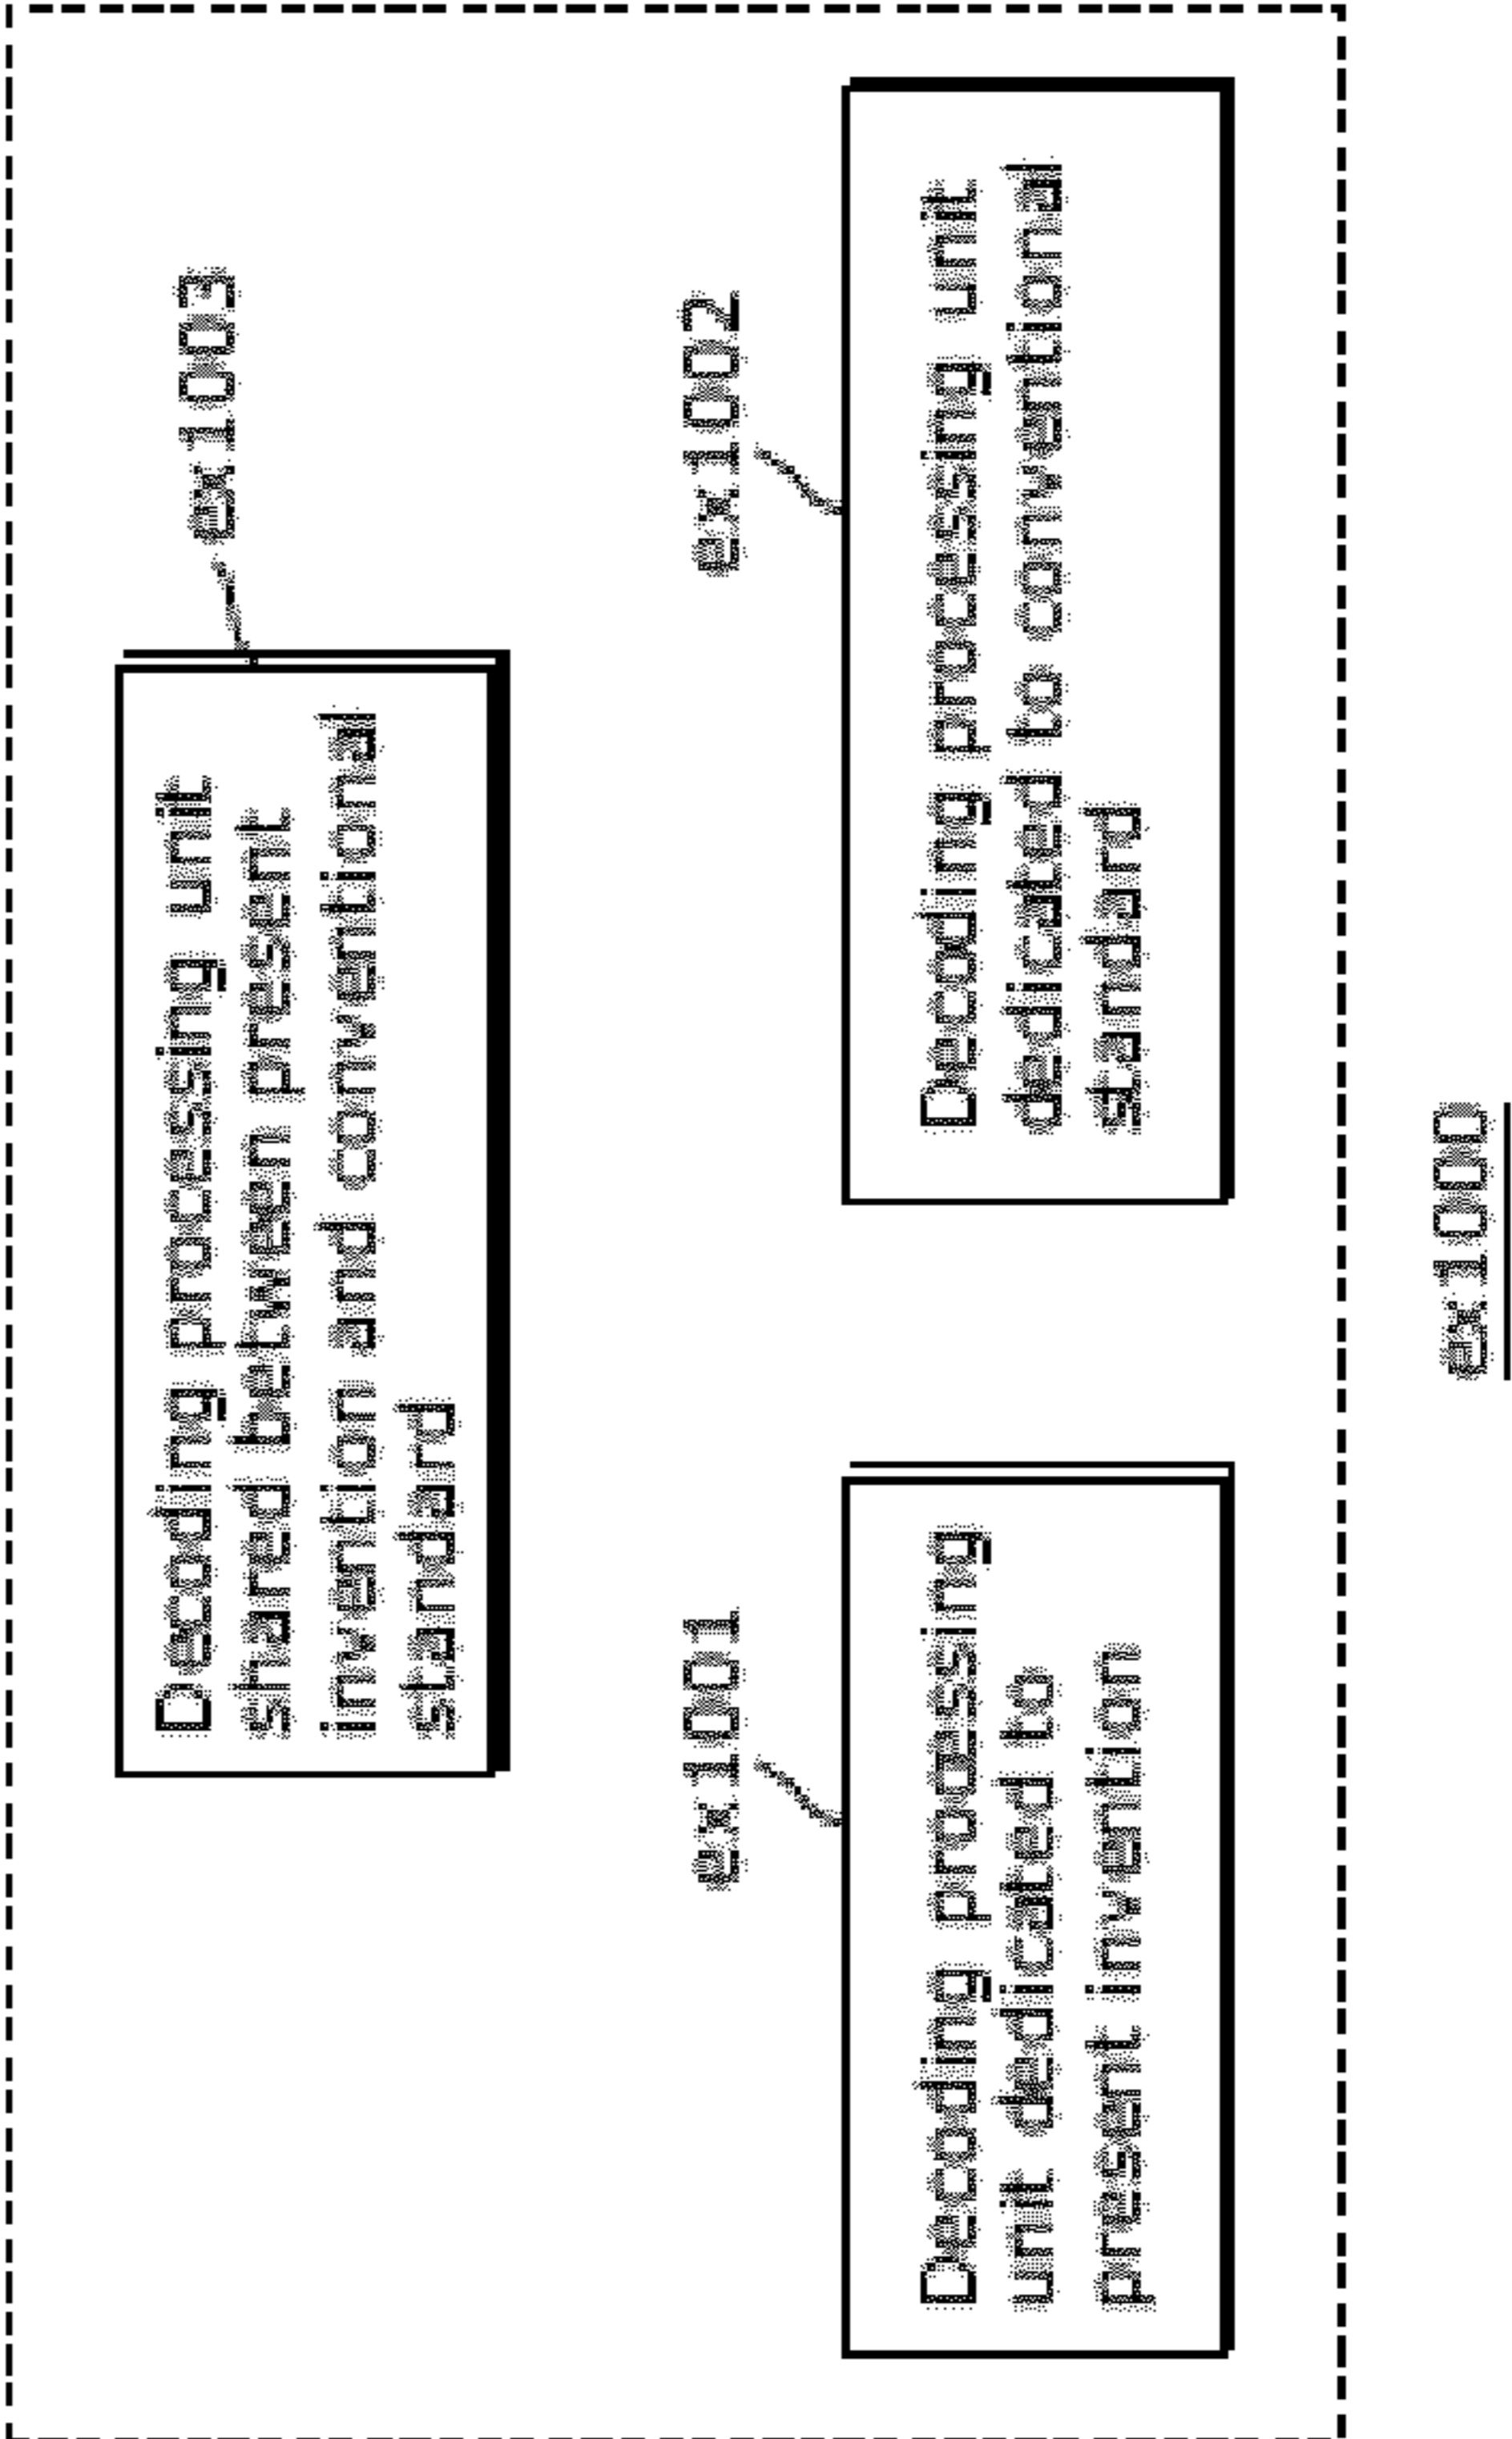 ex1003
Decoding processing unit
shared between present
invention and conventional
standard
ex1001
Decoding processing
unit dedicated to
present invention
ex1002
Decoding processing unit
dedicated to conventional
standard
ex1000